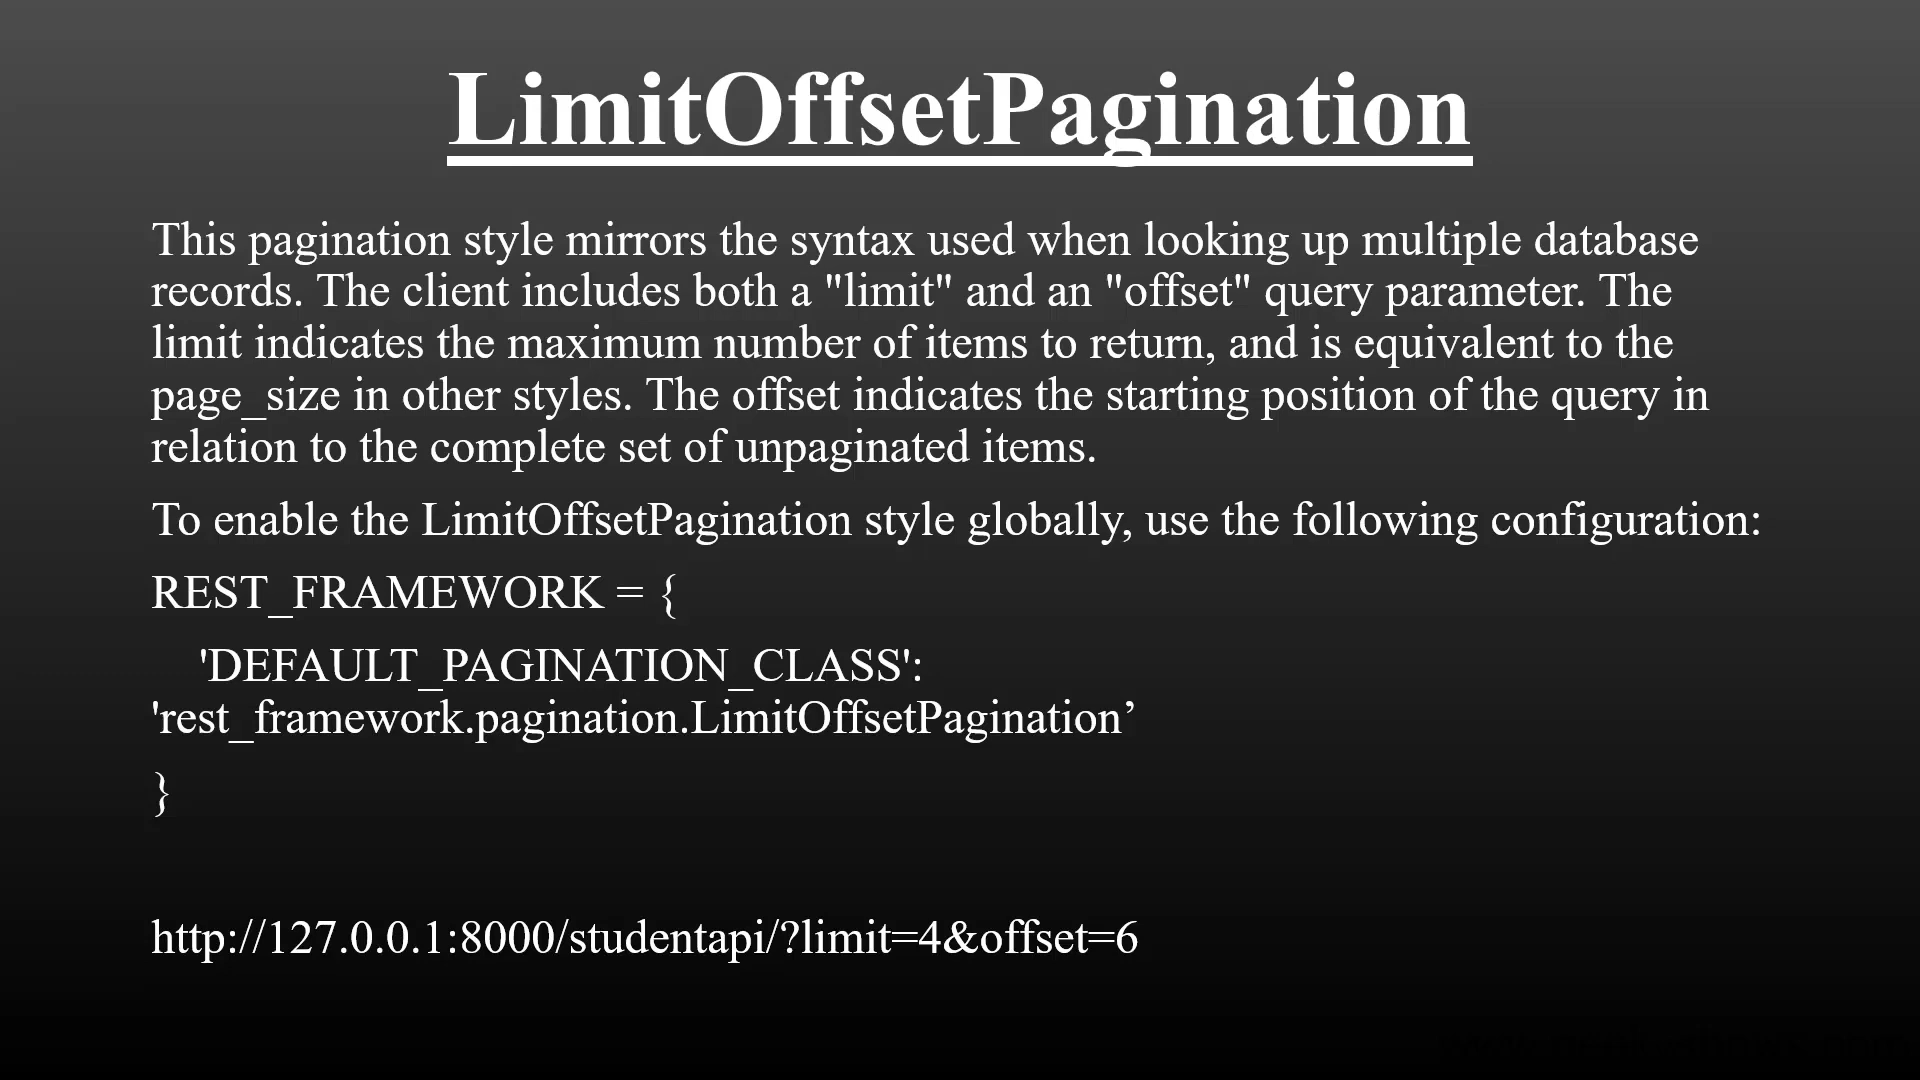 LimitOffsetPagination
This pagination style mirrors the syntax used when looking up multiple database
records. The client includes both a "limit" and an "offset" query parameter. The
limit indicates the maximum number of items to return, and is equivalent to the
page_size in other styles. The offset indicates the starting position of the query in
relation to the complete set of unpaginated items.
To enable the LimitOffsetPagination style globally, use the following configuration:
REST_FRAMEWORK = {
'DEFAULT_PAGINATION_CLASS':
'rest_framework.pagination.LimitOffsetPagination’
}
http://127.0.0.1:8000/studentapi/?limit=4&offset=6